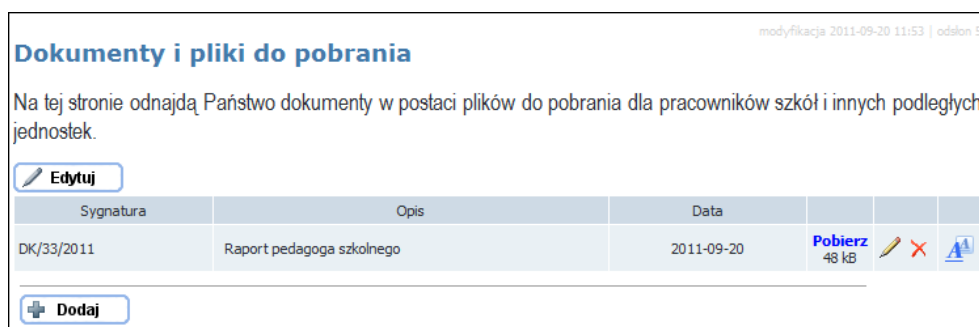 modyfikacja 2011-09-20 11:53 | odsłon
Dokumenty i pliki do pobrania
Na tej stronie odnajdą Państwo dokumenty w postaci plików do pobrania dla pracowników szkół i innych podległych
jednostek.
Edytuj
Sygnatura Opis Data
DK/33/2011 Raport pedagoga szkolnego 2011-09-20 Pobierz
48 kB
Dodaj